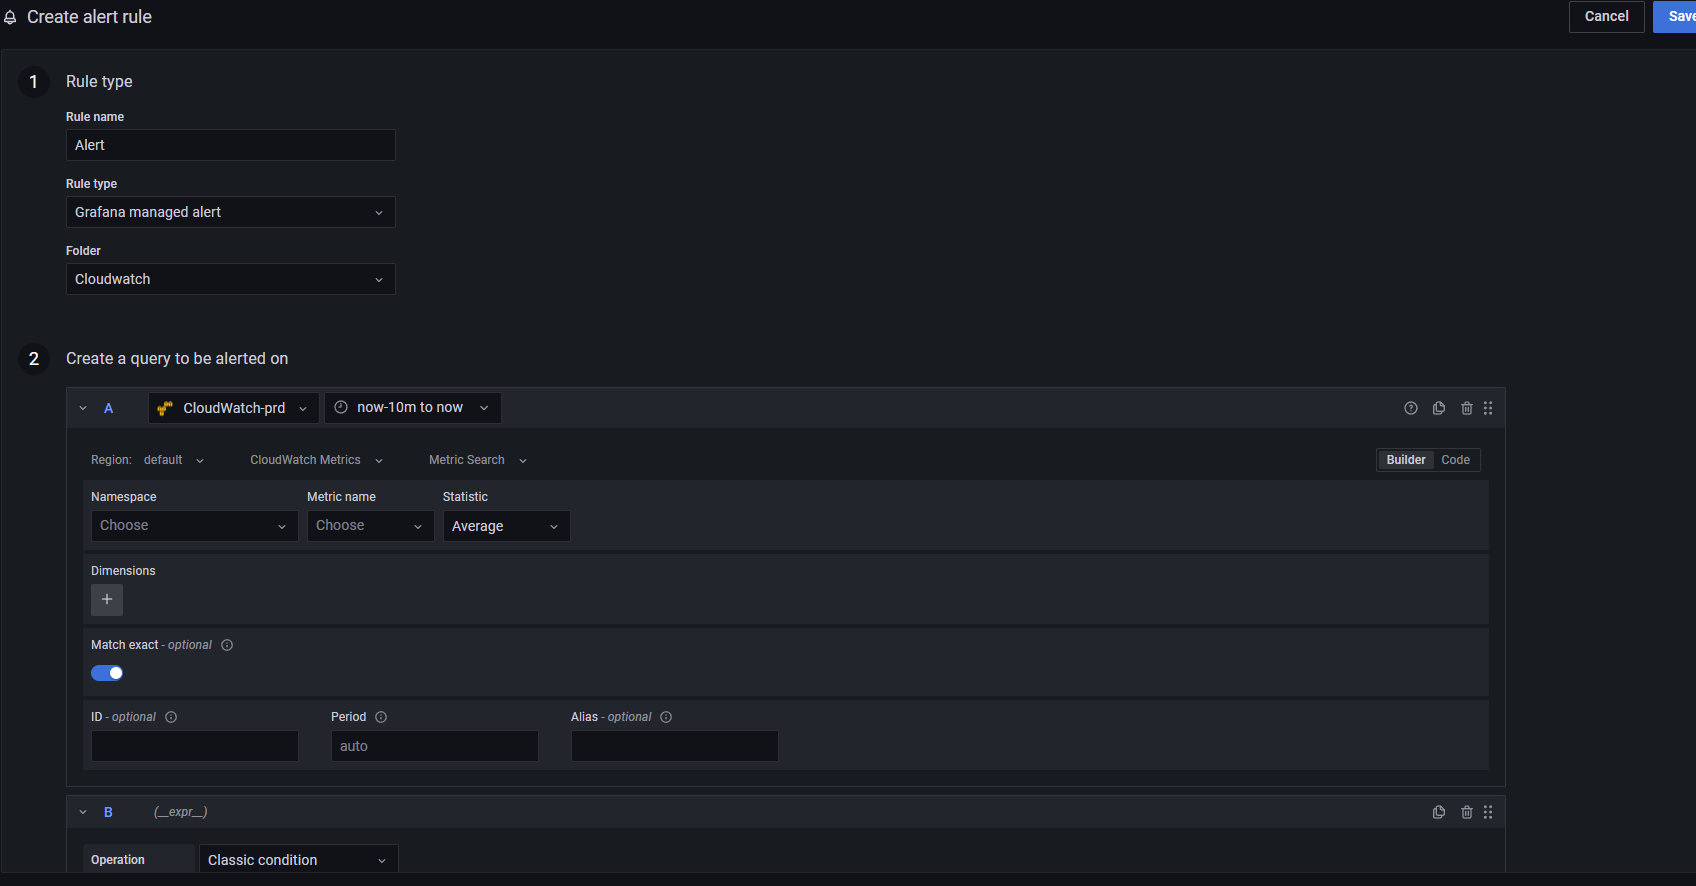 Create alert rule
Cancel
Save
1 Rule type
Rule name
Alert
Rule type
Grafana managed alert
Folder
Cloudwatch
2 Create a query to be alerted on
A CloudWatch-prd now-10m to now
Region: default CloudWatch Metrics Metric Search Builder Code
Namespace Metric name Statistic
Choose Choose Average
Dimensions
+
Match exact - optional
ID - optional Period Alias - optional
auto
B (__expr__)
Operation Classic condition